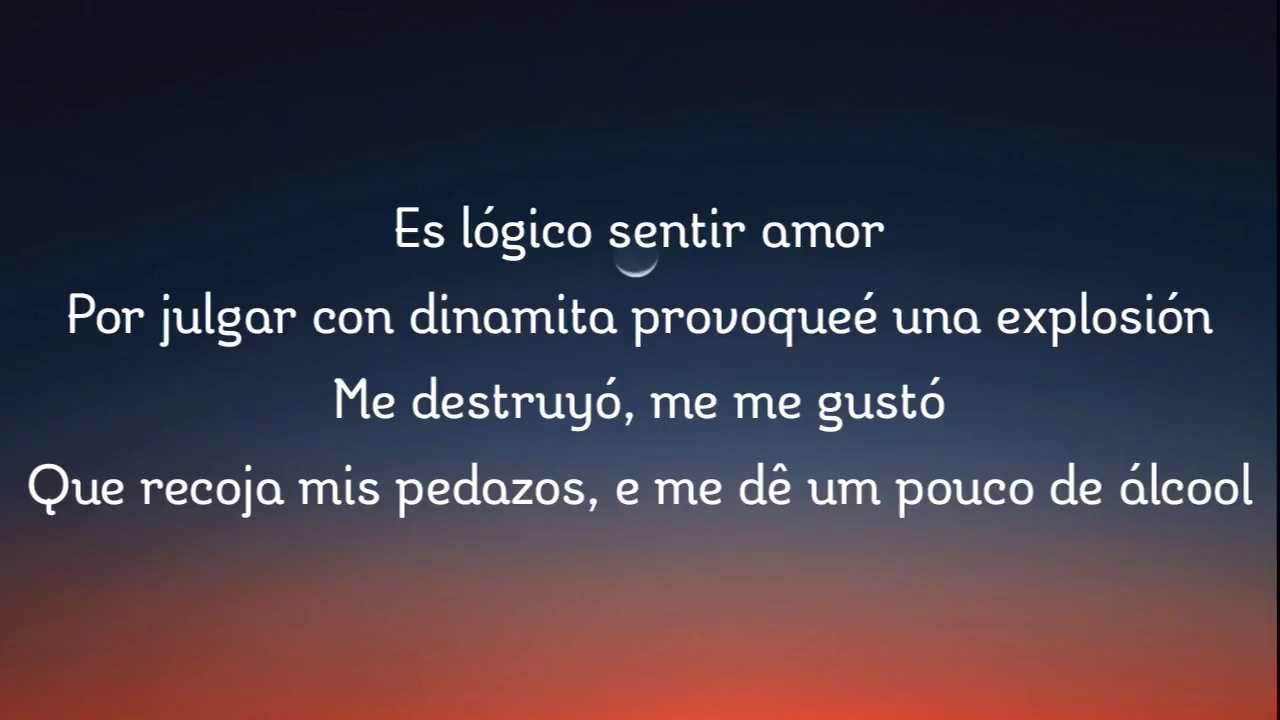 Es lógico sentir amor
Por julgar con dinamita provoqueé una explosión
Me destruyó, me me gustó
Que recoja mis pedazos, e me dê um pouco de álcool